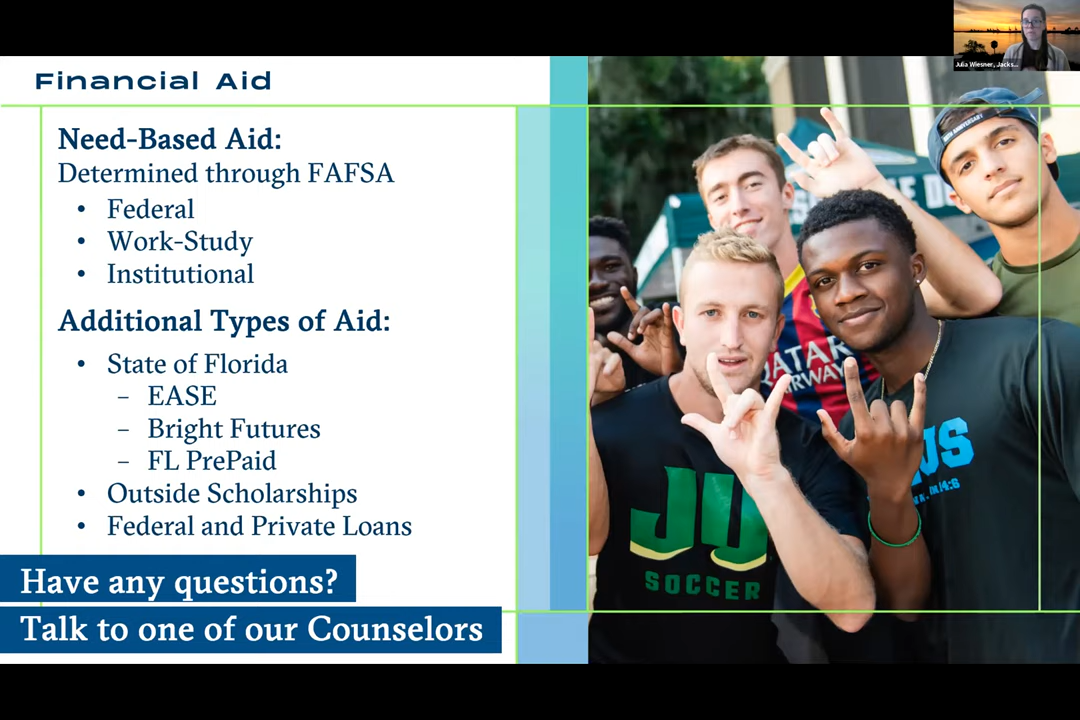 Julia Wiesner, Jacks...
Financial Aid
Need-Based Aid:
Determined through FAFSA
• Federal
• Work-Study
• Institutional
Additional Types of Aid:
• State of Florida
– EASE
– Bright Futures
– FL PrePaid
• Outside Scholarships
• Federal and Private Loans
Have any questions?
Talk to one of our Counselors
QATAR
AIRWAY
JU
SOCCER